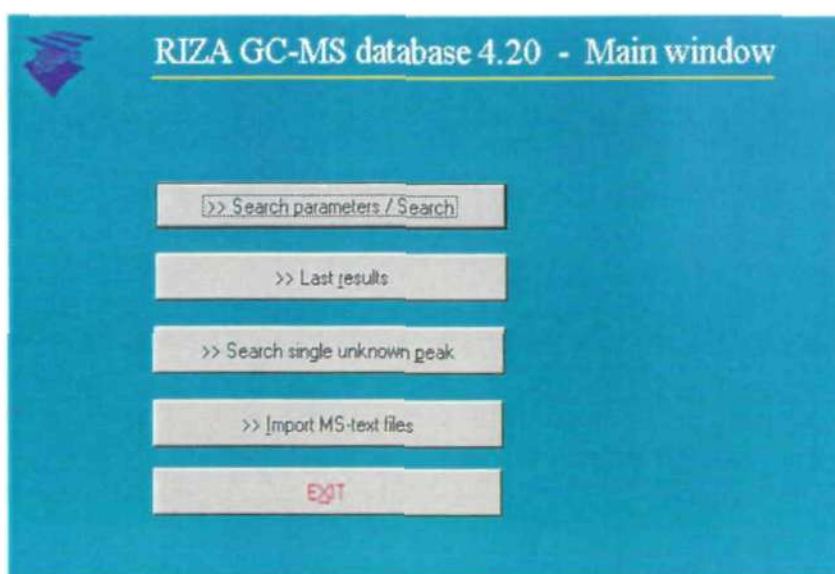 RIZA GC-MS database 4.20 - Main window
>> Search parameters / Search
>> Last results
>> Search single unknown peak
>> Import MS-text files
EXIT